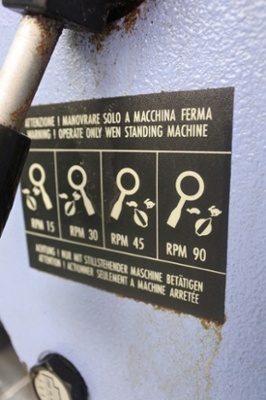 ATTENZIONE ! MANOVRARE SOLO A MACCHINA FERMA
WARNING ! OPERATE ONLY WEN STANDING MACHINE
RPM 15 RPM 30 RPM 45 RPM 90
ACHTUNG ! NUR MIT STILLSTEHENDER MASCHINE BETÄTIGEN
ATTENTION ! ACTIONNER SEULEMENT A MACHINE ARRETÉE